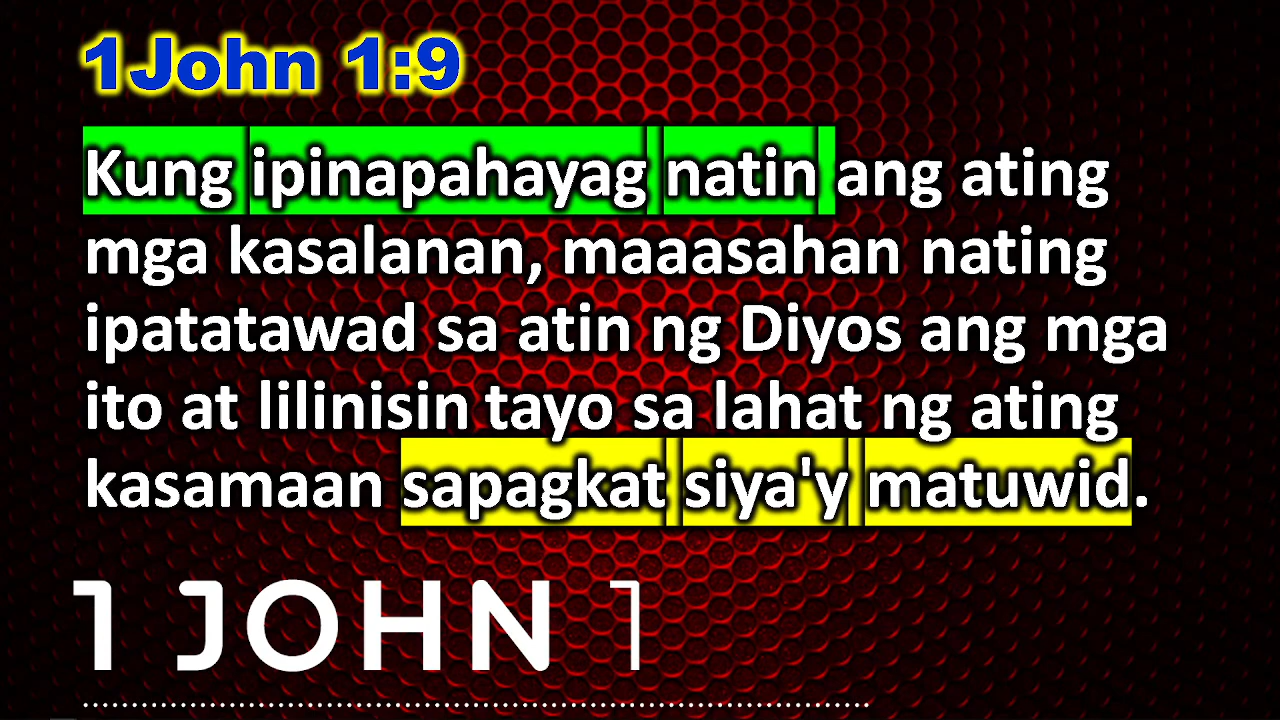 1John 1:9
Kung ipinapahayag natin ang ating
mga kasalanan, maaasahan nating
ipatatawad sa atin ng Diyos ang mga
ito at lilinisin tayo sa lahat ng ating
kasamaan sapagkat siya'y matuwid.
1 JOHN 1